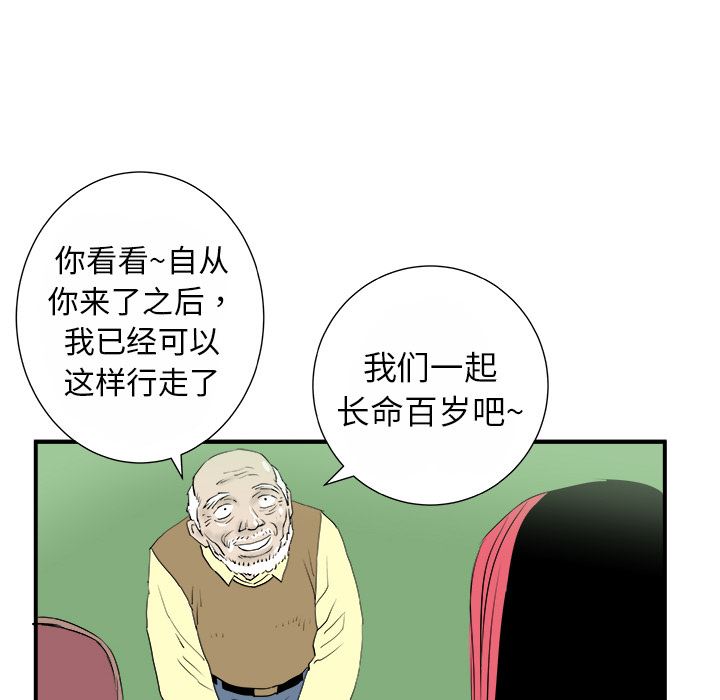 你看看~自从
你来了之后，
我已经可以
这样行走了
我们一起
长命百岁吧~